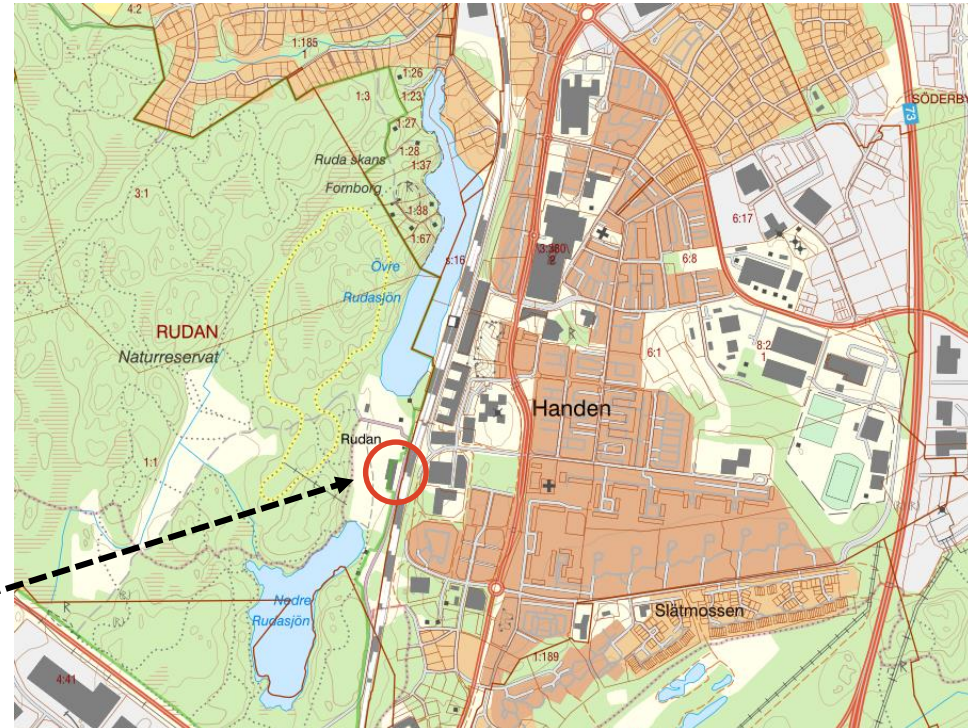 4:2
1:185
1
1:26
1:3
1:23
1:27
1:28
Ruda skans
1:37
Fornborg
R
3:1
1:38
1:67
Övre
s:16
Rudasjön
RUDAN
Naturreservat
Rudan
1:1
Nedre
Rudasjön
4:41
Handen
3:380
2
6:17
6:8
6:1
8:2
1
73
SÖDERBY
Slätmossen
1:189
R
R
R
R
R